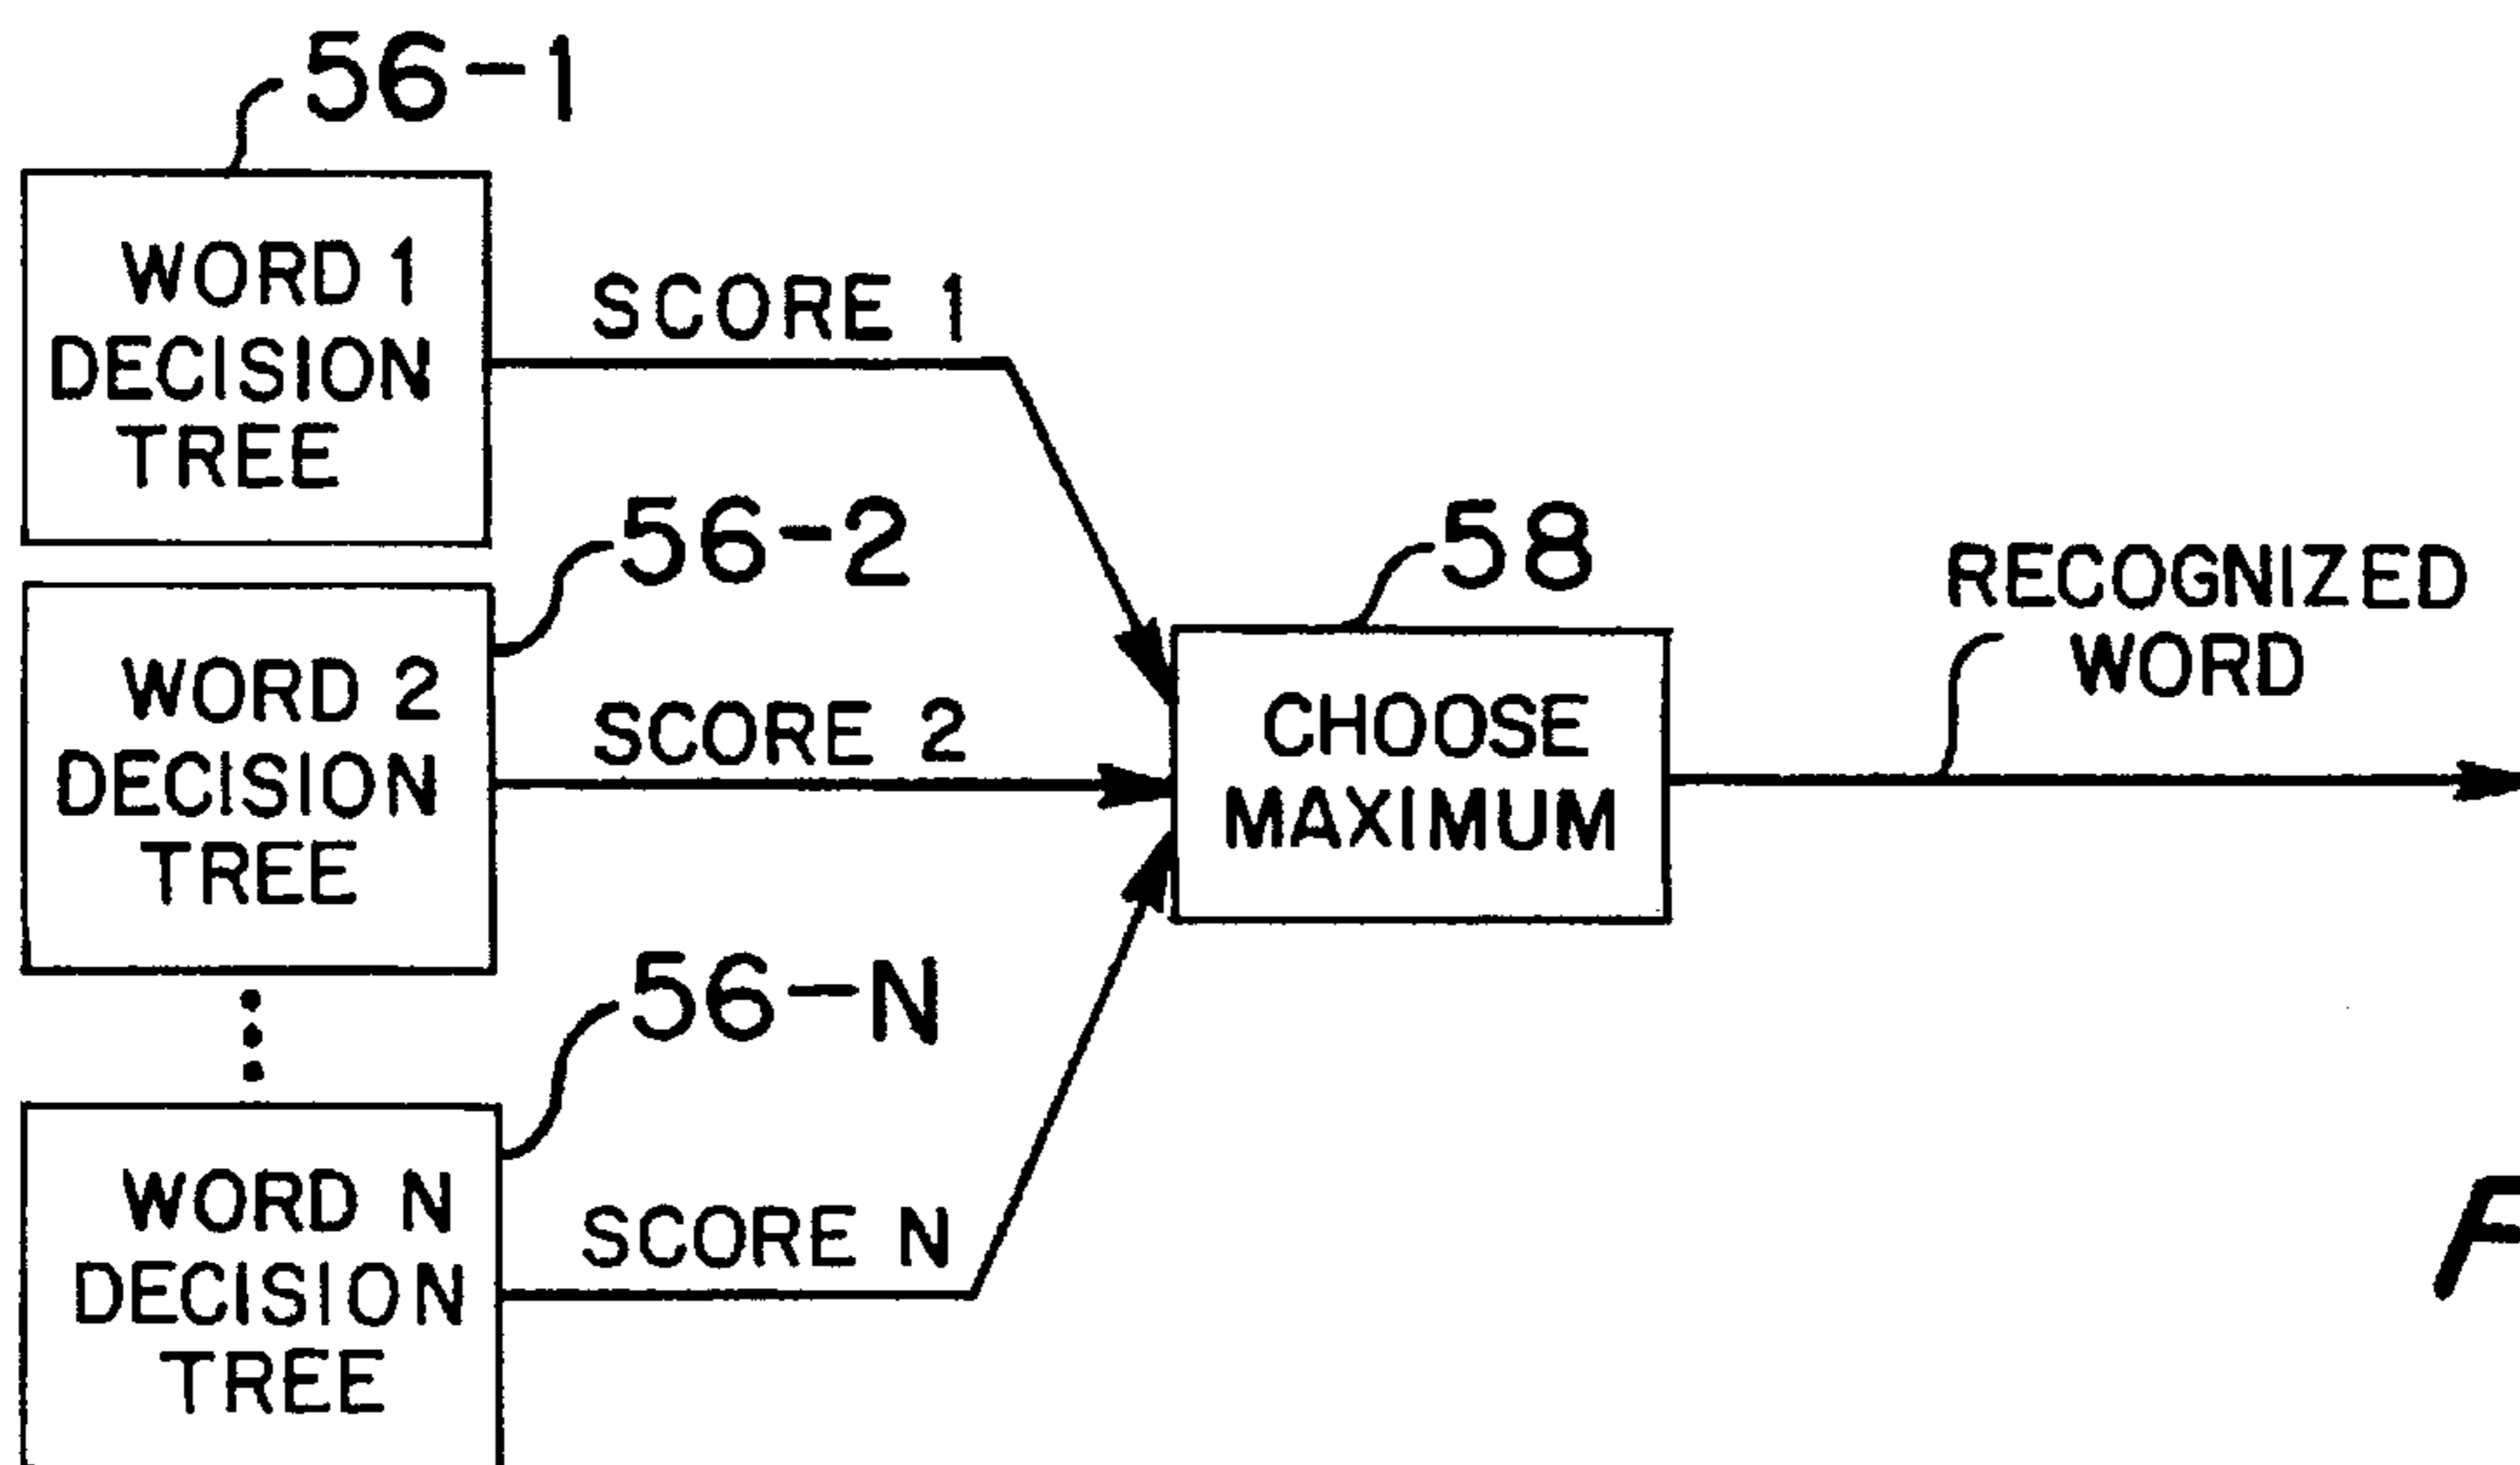 56-1
WORD 1
DECISION
TREE
SCORE 1
56-2
WORD 2
DECISION
TREE
SCORE 2
56-N
WORD N
DECISION
TREE
SCORE N
58
CHOOSE
MAXIMUM
RECOGNIZED
WORD
F